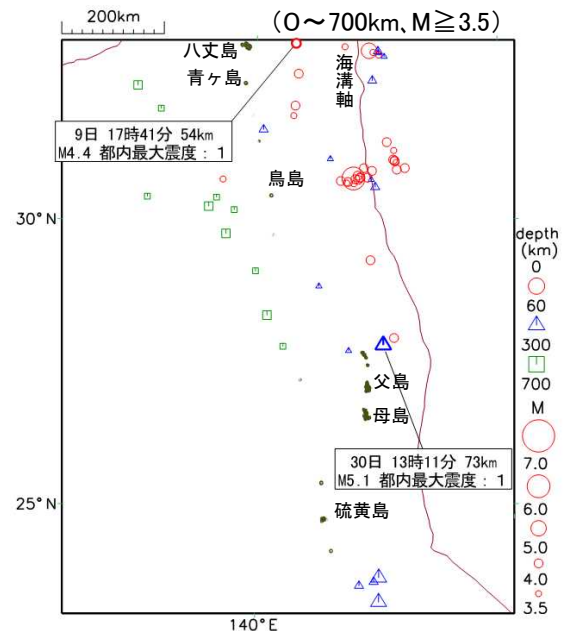 200km
(0~700km、M≧3.5)
八丈島
青ヶ島
海溝軸
9日 17時41分 54km
M4.4 都内最大震度：1
鳥島
30°N
depth
(km)
0
60
300
700
M
7.0
6.0
5.0
4.0
3.5
父島
母島
30日 13時11分 73km
M5.1 都内最大震度：1
25°N
硫黄島
140°E